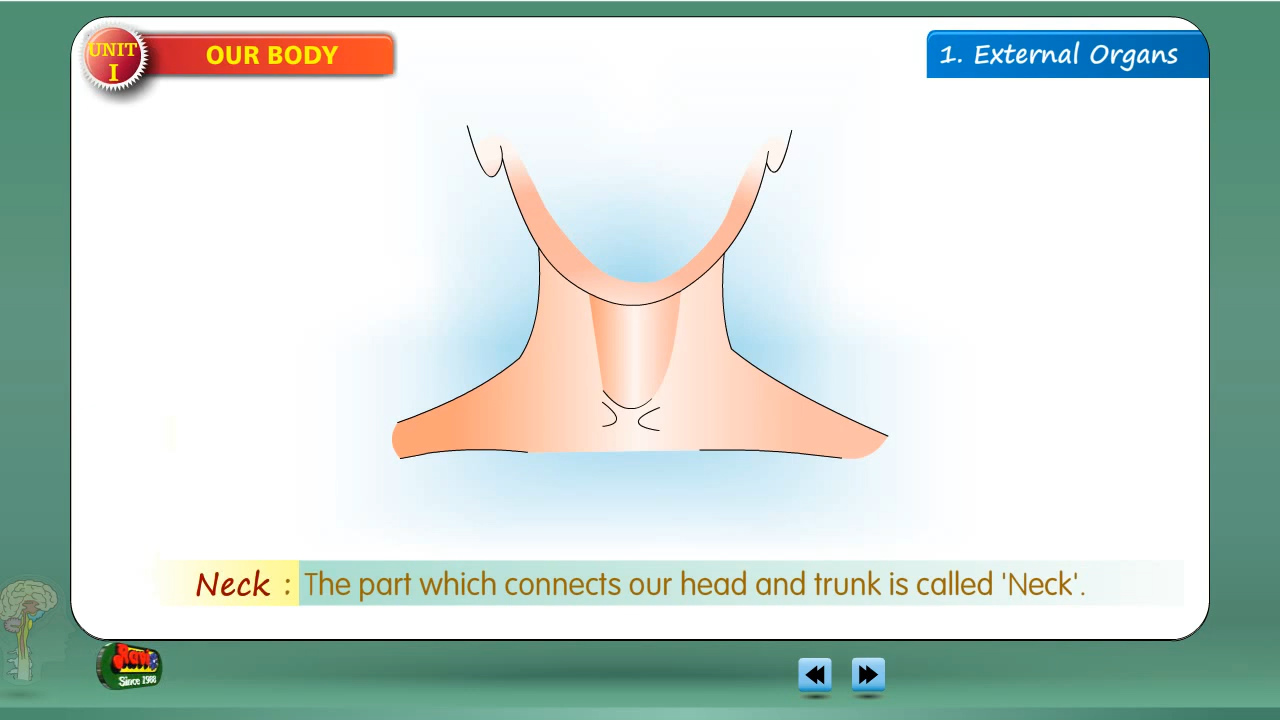 UNIT
I
OUR BODY
1. External Organs
Neck : The part which connects our head and trunk is called 'Neck'.
Since 1988